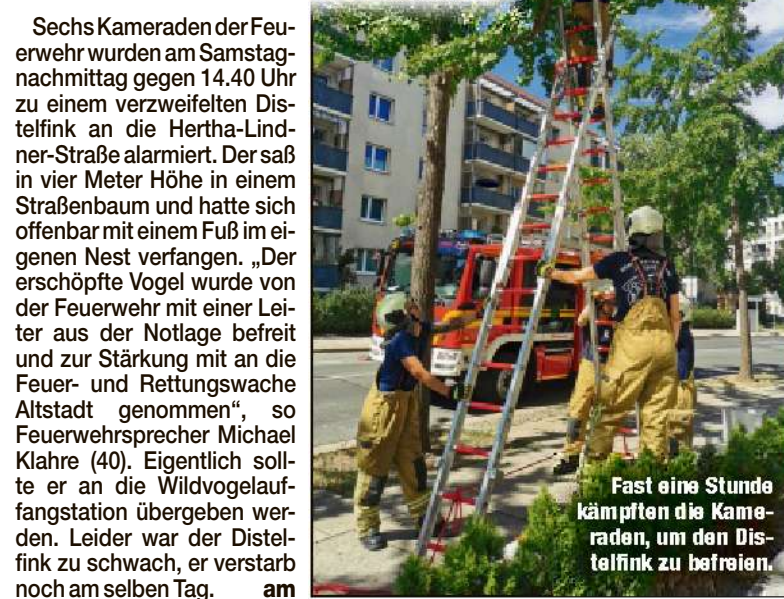 Sechs Kameraden der Feu-
erwehr wurden am Samstag-
nachmittag gegen 14.40 Uhr
zu einem verzweifelten Dis-
telfink an die Hertha-Lind-
ner-Straße alarmiert. Der saß
in vier Meter Höhe in einem
Straßenbaum und hatte sich
offenbar mit einem Fuß im ei-
genen Nest verfangen. „Der
erschöpfte Vogel wurde von
der Feuerwehr mit einer Lei-
ter aus der Notlage befreit
und zur Stärkung mit an die
Feuer- und Rettungswache
Altstadt genommen“, so
Feuerwehrsprecher Michael
Klahre (40). Eigentlich soll-
te er an die Wildvogelauf-
fangstation übergeben wer-
den. Leider war der Distel-
fink zu schwach, er verstarb
noch am selben Tag. am
Fast eine Stunde
kämpften die Kame-
raden, um den Dis-
telfink zu befreien.